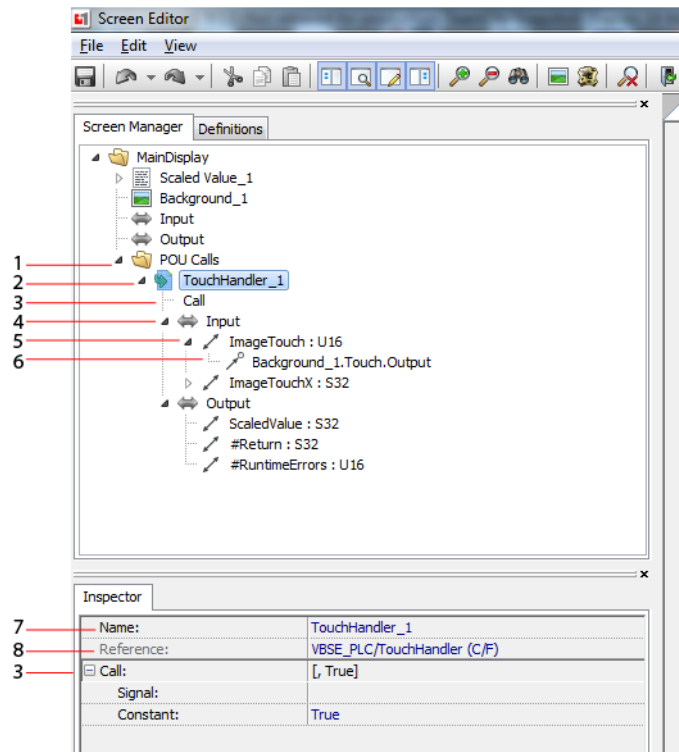 Screen Editor
File Edit View
Screen Manager Definitions
MainDisplay
Scaled Value_1
Background_1
Input
Output
1 POU Calls
2 TouchHandler_1
3 Call
4 Input
5 ImageTouch : U16
6 Background_1.Touch.Output
ImageTouchX : S32
Output
ScaledValue : S32
#Return : S32
#RuntimeErrors : U16
Inspector
7 Name: TouchHandler_1
8 Reference: VBSE_PLC/TouchHandler (C/F)
3 Call: [, True]
Signal:
Constant: True